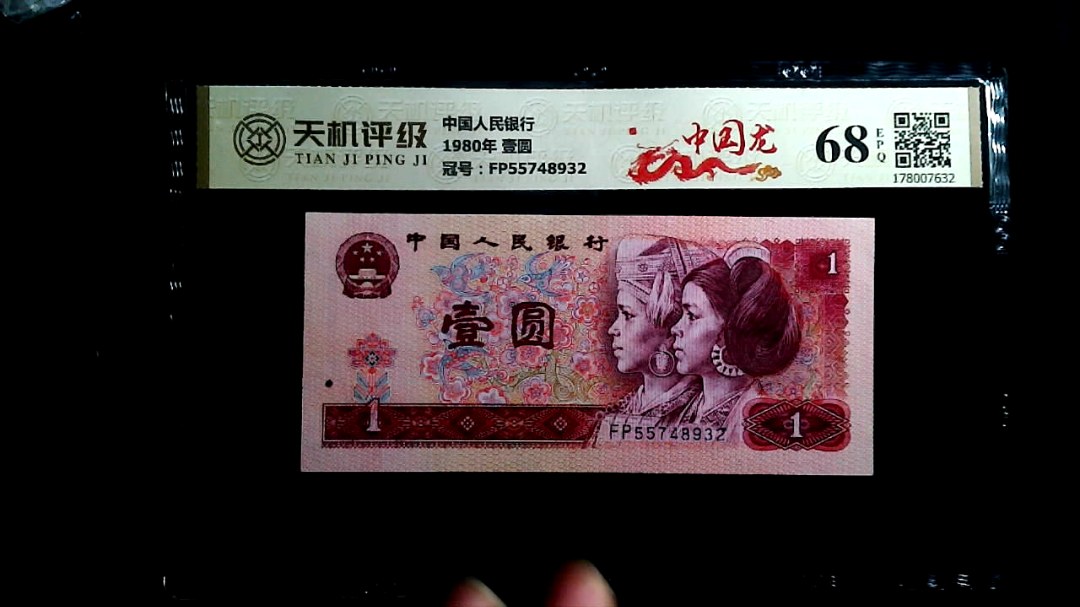 天机评级
TIAN JI PING JI
中国人民银行
1980年 壹圆
冠号：FP55748932
中国龙
68
EPQ
178007632
中国人民银行
1
壹圆
1
FP55748932
1